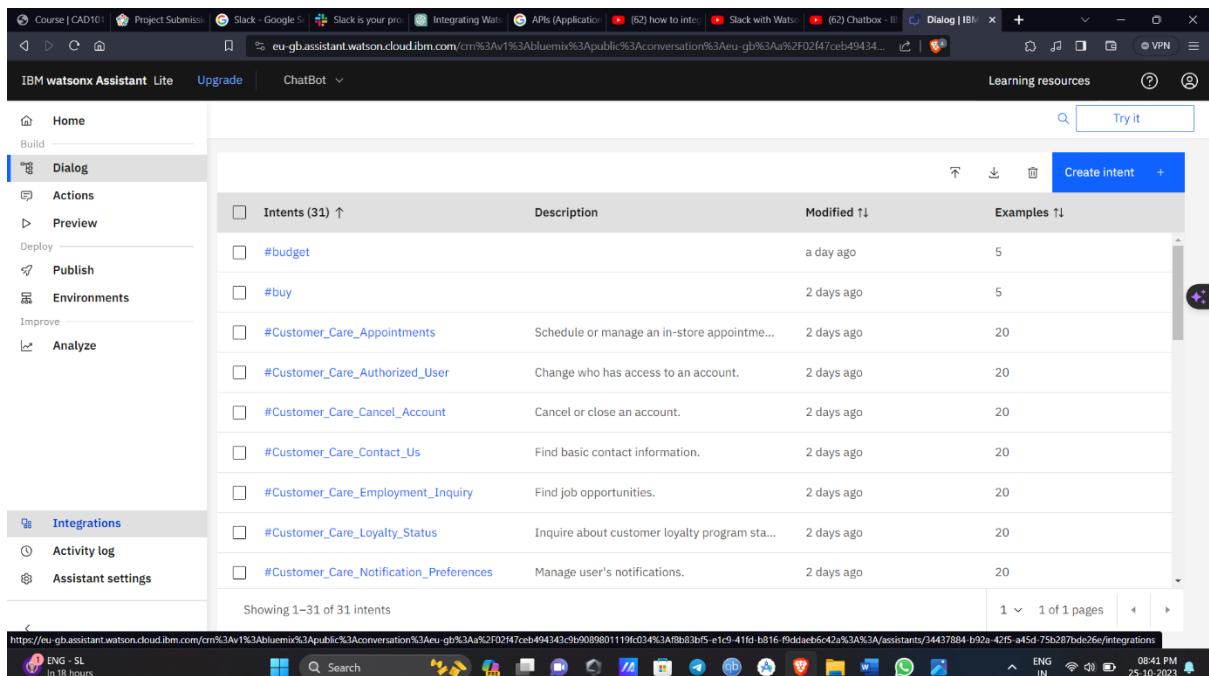 Course | CAD101
Project Submissi
Slack - Google Se
Slack is your pro
Integrating Wats
APIs (Application
(62) how to integ
Slack with Watso
(62) Chatbox - IB
Dialog | IBM
eu-gb.assistant.watson.cloud.ibm.com/crn%3Av1%3Abluemix%3Apublic%3Aconversation%3Aeu-gb%3Aa%2F02f47ceb49434...
VPN
IBM watsonx Assistant Lite Upgrade ChatBot Learning resources
Home
Try it
Build
Dialog
Create intent +
Actions
Intents (31) ↑ Description Modified ↑↓ Examples ↑↓
Preview
#budget a day ago 5
Deploy
Publish
#buy 2 days ago 5
Environments
Improve
#Customer_Care_Appointments Schedule or manage an in-store appointme... 2 days ago 20
Analyze
#Customer_Care_Authorized_User Change who has access to an account. 2 days ago 20
#Customer_Care_Cancel_Account Cancel or close an account. 2 days ago 20
#Customer_Care_Contact_Us Find basic contact information. 2 days ago 20
#Customer_Care_Employment_Inquiry Find job opportunities. 2 days ago 20
Integrations
#Customer_Care_Loyalty_Status Inquire about customer loyalty program sta... 2 days ago 20
Activity log
#Customer_Care_Notification_Preferences Manage user's notifications. 2 days ago 20
Assistant settings
Showing 1–31 of 31 intents 1 1 of 1 pages
https://eu-gb.assistant.watson.cloud.ibm.com/crn%3Av1%3Abluemix%3Apublic%3Aconversation%3Aeu-gb%3Aa%2F02f47ceb494343c9b9089801119fc034%3Af8b83bf5-e1c9-41fd-b816-f9ddaeb6c42a%3A%3A/assistants/34437884-b92a-42f5-a45d-75b287bde26e/integrations
ENG - SL
In 18 hours
Search
ENG
IN
08:41 PM
25-10-2023